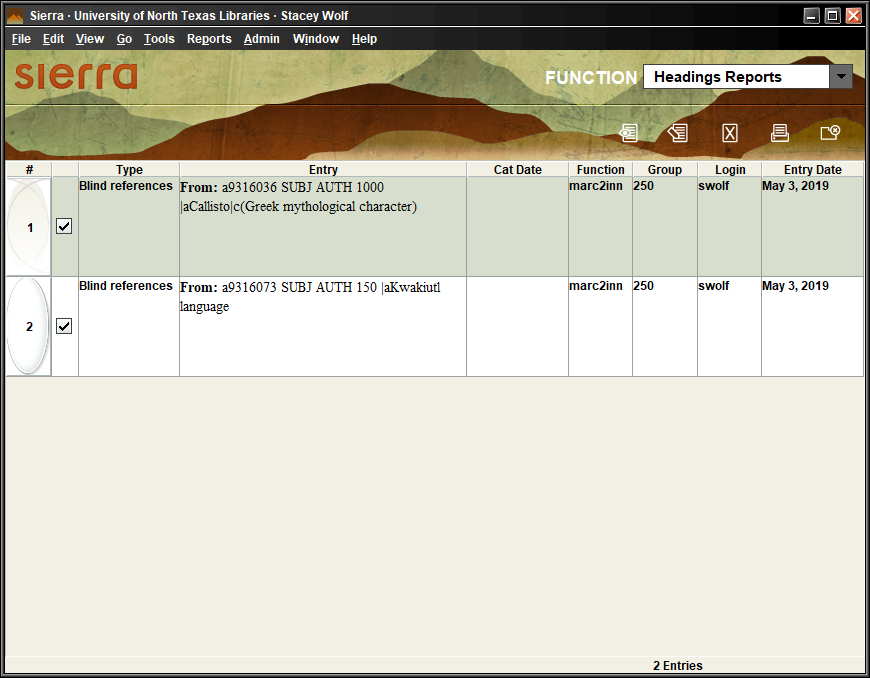 Sierra · University of North Texas Libraries · Stacey Wolf
File Edit View Go Tools Reports Admin Window Help
sierra
FUNCTION Headings Reports
# Type Entry Cat Date Function Group Login Entry Date
1 Blind references From: a9316036 SUBJ AUTH 1000 marc2inn 250 swolf May 3, 2019
|aCallisto|c(Greek mythological character)
2 Blind references From: a9316073 SUBJ AUTH 150 |aKwakiutl marc2inn 250 swolf May 3, 2019
language
2 Entries